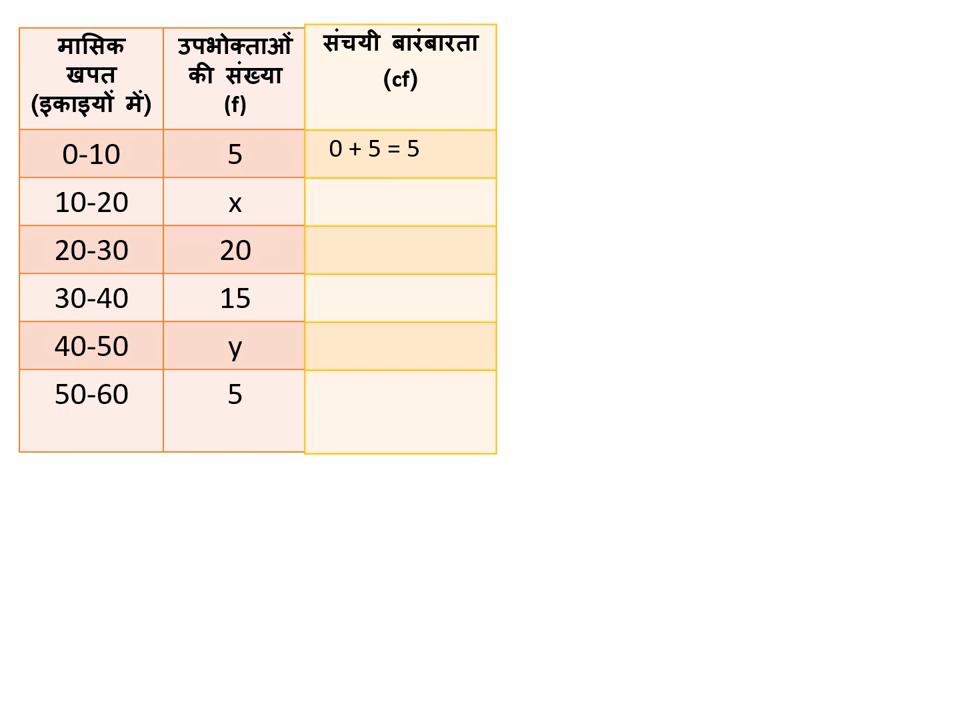 मासिक
खपत
(इकाइयों में)
उपभोक्ताओं
की संख्या
(f)
संचयी बारंबारता
(cf)
0-10
5
0 + 5 = 5
10-20
x
20-30
20
30-40
15
40-50
y
50-60
5